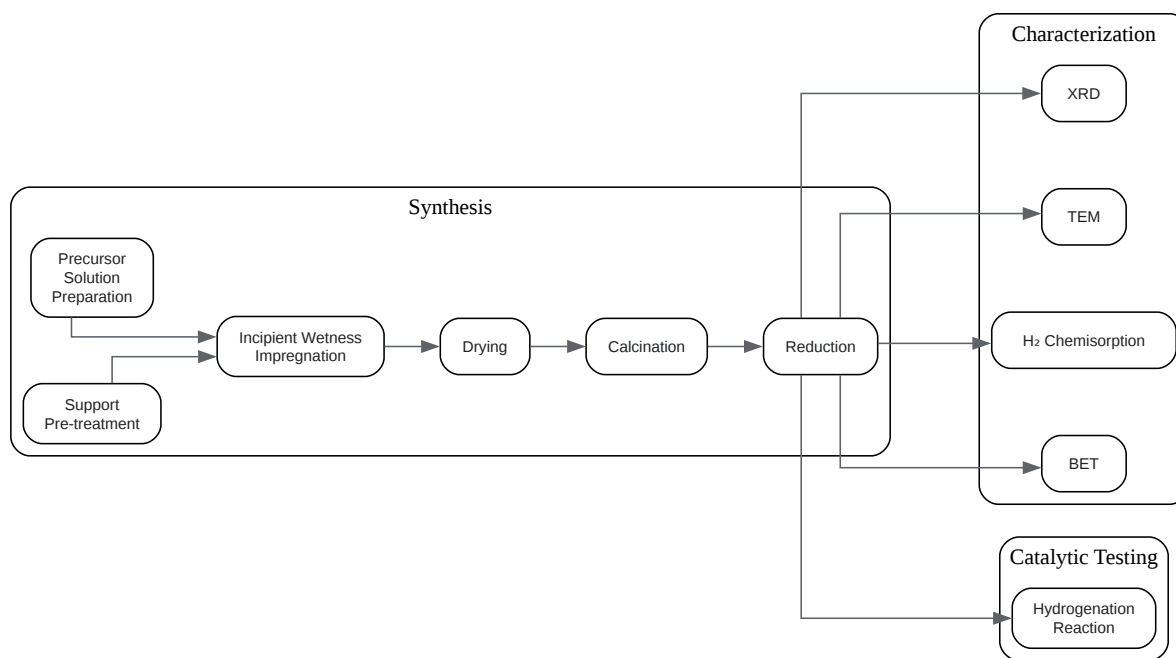 Characterization
XRD
TEM
H₂ Chemisorption
BET
Synthesis
Precursor
Solution
Preparation
Support
Pre-treatment
Incipient Wetness
Impregnation
Drying
Calcination
Reduction
Catalytic Testing
Hydrogenation
Reaction